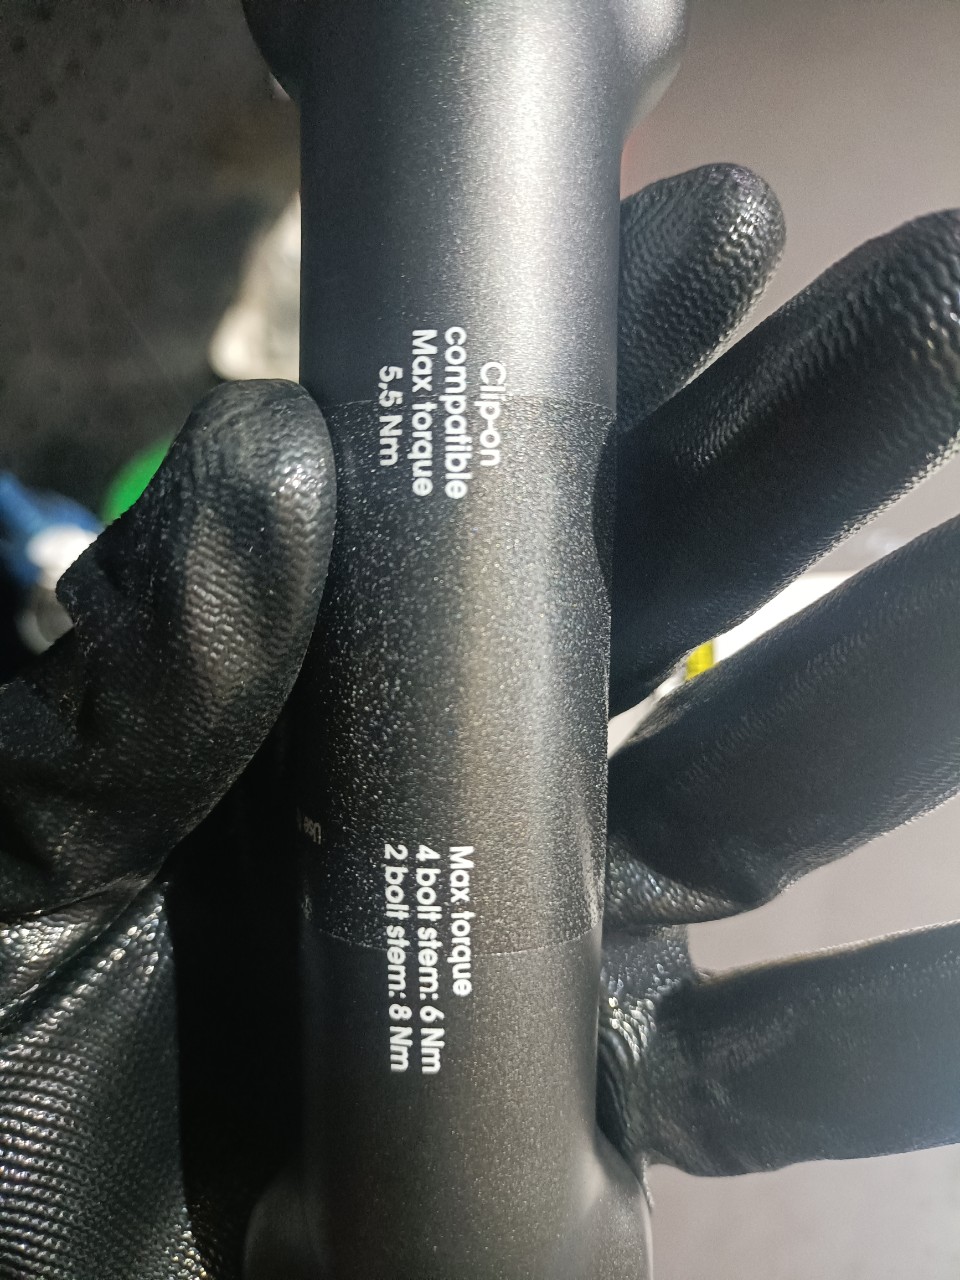 Clip-on
compatible
Max torque
5,5 Nm
Max torque
4 bolt stem: 6 Nm
2 bolt stem: 8 Nm
Use